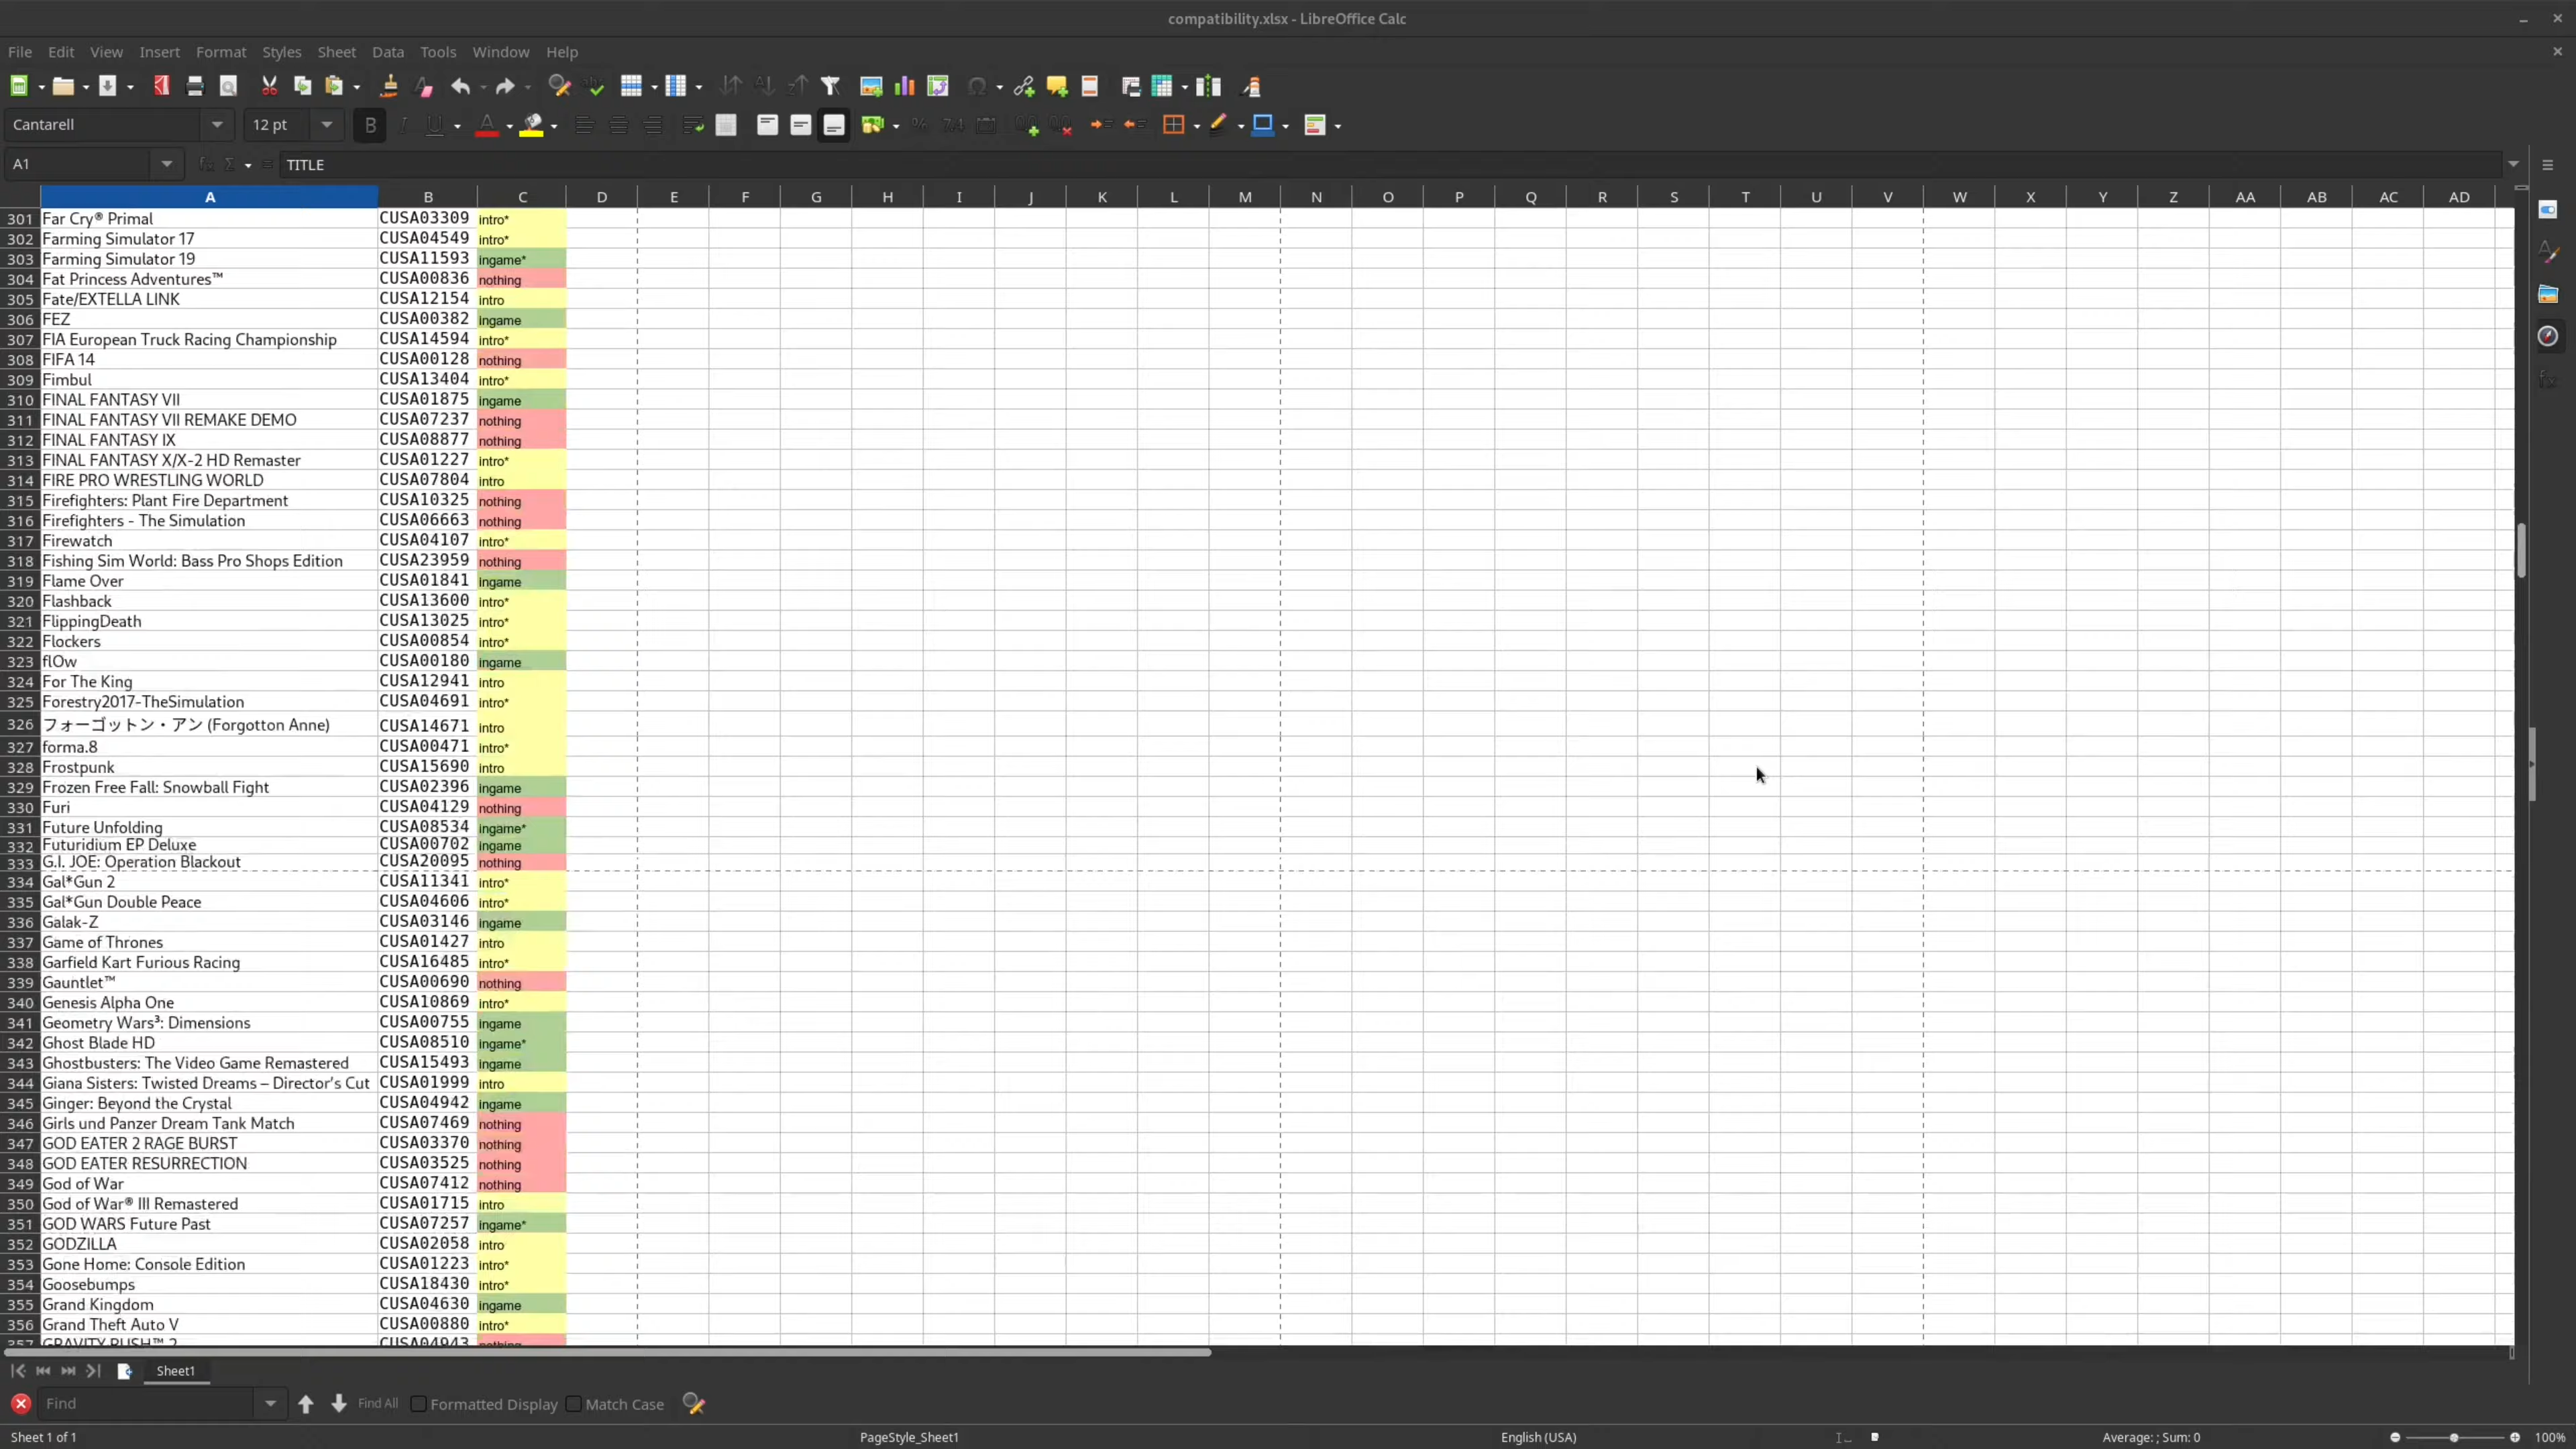 compatibility.xlsx - LibreOffice Calc
File Edit View Insert Format Styles Sheet Data Tools Window Help
Cantarell 12 pt
A1 TITLE
A B C D E F G H I J K L M N O P Q R S T U V W X Y Z AA AB AC AD
301 Far Cry® Primal CUSA03309 intro*
302 Farming Simulator 17 CUSA04549 intro*
303 Farming Simulator 19 CUSA11593 ingame*
304 Fat Princess Adventures™ CUSA00836 nothing
305 Fate/EXTELLA LINK CUSA12154 intro
306 FEZ CUSA00382 ingame
307 FIA European Truck Racing Championship CUSA14594 intro*
308 FIFA 14 CUSA00128 nothing
309 Fimbul CUSA13404 intro*
310 FINAL FANTASY VII CUSA01875 ingame
311 FINAL FANTASY VII REMAKE DEMO CUSA07237 nothing
312 FINAL FANTASY IX CUSA08877 nothing
313 FINAL FANTASY X/X-2 HD Remaster CUSA01227 intro*
314 FIRE PRO WRESTLING WORLD CUSA07804 intro
315 Firefighters: Plant Fire Department CUSA10325 nothing
316 Firefighters - The Simulation CUSA06663 nothing
317 Firewatch CUSA04107 intro*
318 Fishing Sim World: Bass Pro Shops Edition CUSA23959 nothing
319 Flame Over CUSA01841 ingame
320 Flashback CUSA13600 intro*
321 FlippingDeath CUSA13025 intro*
322 Flockers CUSA00854 intro*
323 flOw CUSA00180 ingame
324 For The King CUSA12941 intro
325 Forestry2017-TheSimulation CUSA04691 intro*
326 フォーゴットン・アン (Forgotton Anne) CUSA14671 intro
327 forma.8 CUSA00471 intro*
328 Frostpunk CUSA15690 intro
329 Frozen Free Fall: Snowball Fight CUSA02396 ingame
330 Furi CUSA04129 nothing
331 Future Unfolding CUSA08534 ingame*
332 Futuridium EP Deluxe CUSA00702 ingame
333 G.I. JOE: Operation Blackout CUSA20095 nothing
334 Gal*Gun 2 CUSA11341 intro*
335 Gal*Gun Double Peace CUSA04606 intro*
336 Galak-Z CUSA03146 ingame
337 Game of Thrones CUSA01427 intro
338 Garfield Kart Furious Racing CUSA16485 intro*
339 Gauntlet™ CUSA00690 nothing
340 Genesis Alpha One CUSA10869 intro*
341 Geometry Wars³: Dimensions CUSA00755 ingame
342 Ghost Blade HD CUSA08510 ingame*
343 Ghostbusters: The Video Game Remastered CUSA15493 ingame
344 Giana Sisters: Twisted Dreams – Director's Cut CUSA01999 intro
345 Ginger: Beyond the Crystal CUSA04942 ingame
346 Girls und Panzer Dream Tank Match CUSA07469 nothing
347 GOD EATER 2 RAGE BURST CUSA03370 nothing
348 GOD EATER RESURRECTION CUSA03525 nothing
349 God of War CUSA07412 nothing
350 God of War® III Remastered CUSA01715 intro
351 GOD WARS Future Past CUSA07257 ingame*
352 GODZILLA CUSA02058 intro
353 Gone Home: Console Edition CUSA01223 intro*
354 Goosebumps CUSA18430 intro*
355 Grand Kingdom CUSA04630 ingame
356 Grand Theft Auto V CUSA00880 intro*
357 GRAVITY RUSH™ 2 CUSA04943 nothing
Sheet1
Find Find All Formatted Display Match Case
Sheet 1 of 1 PageStyle_Sheet1 English (USA) Average: ; Sum: 0 100%